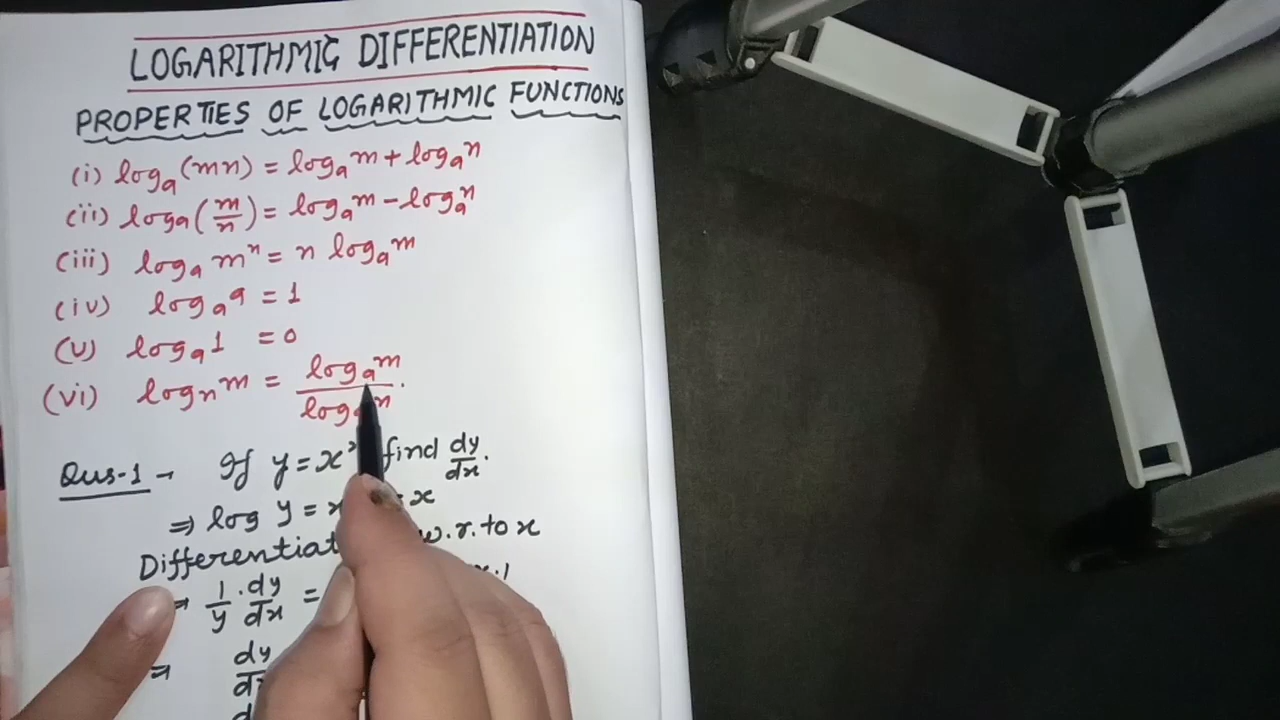 LOGARITHMIC DIFFERENTIATION
PROPERTIES OF LOGARITHMIC FUNCTIONS
(i) logₐ(mn) = logₐm + logₐn
(ii) logₐ(m/n) = logₐm - logₐn
(iii) logₐ mⁿ = n logₐm
(iv) logₐa = 1
(v) logₐ1 = 0
(vi) logₙm = logₐm / logₐn.
Qus-1 → If y = x find dy/dx.
⇒ log y = x x
Differentiat w.r. to x
⇒ 1/y . dy/dx = .1
⇒ dy